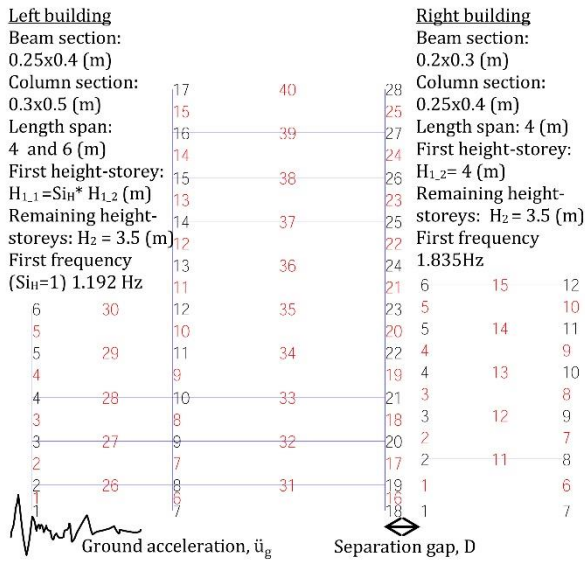 Left building
Beam section:
0.25x0.4 (m)
Column section:
0.3x0.5 (m)
Length span:
4 and 6 (m)
First height-storey:
H1_1 =SiH* H1_2 (m)
Remaining height-
storeys: H2 = 3.5 (m)
First frequency
(SiH=1) 1.192 Hz
Right building
Beam section:
0.2x0.3 (m)
Column section:
0.25x0.4 (m)
Length span: 4 (m)
First height-storey:
H1_2= 4 (m)
Remaining height-
storeys: H2 = 3.5 (m)
First frequency
1.835Hz
17 40 28
15 25
16 39 27
14 24
15 38 26
13 23
14 37 25
12 22
13 36 24
11 21
6 30 12 35 23
5 10 20
5 29 11 34 22
4 9 19
4 28 10 33 21
3 8 18
3 27 9 32 20
2 7 17
2 26 8 31 19
1 6 16
1 7 18
6 15 12
5 10
5 14 11
4 9
4 13 10
3 8
3 12 9
2 7
2 11 8
1 6
1 7
Ground acceleration, üg
Separation gap, D